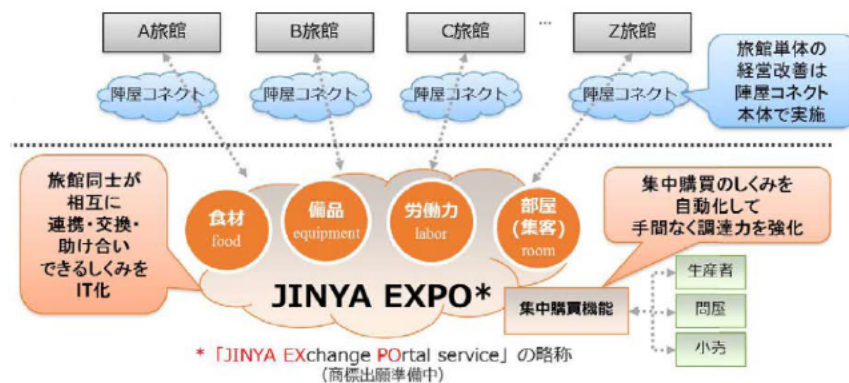 A旅館
B旅館
C旅館
…
Z旅館
陣屋コネクト
陣屋コネクト
陣屋コネクト
陣屋コネクト
旅館単体の
経営改善は
陣屋コネクト
本体で実施
旅館同士が
相互に
連携・交換・
助け合い
できるしくみを
IT化
食材
food
備品
equipment
労働力
labor
部屋
(集客)
room
集中購買のしくみを
自動化して
手間なく調達力を強化
JINYA EXPO*
集中購買機能
生産者
問屋
小売
*「JINYA EXchange POrtal service」の略称
(商標出願準備中)